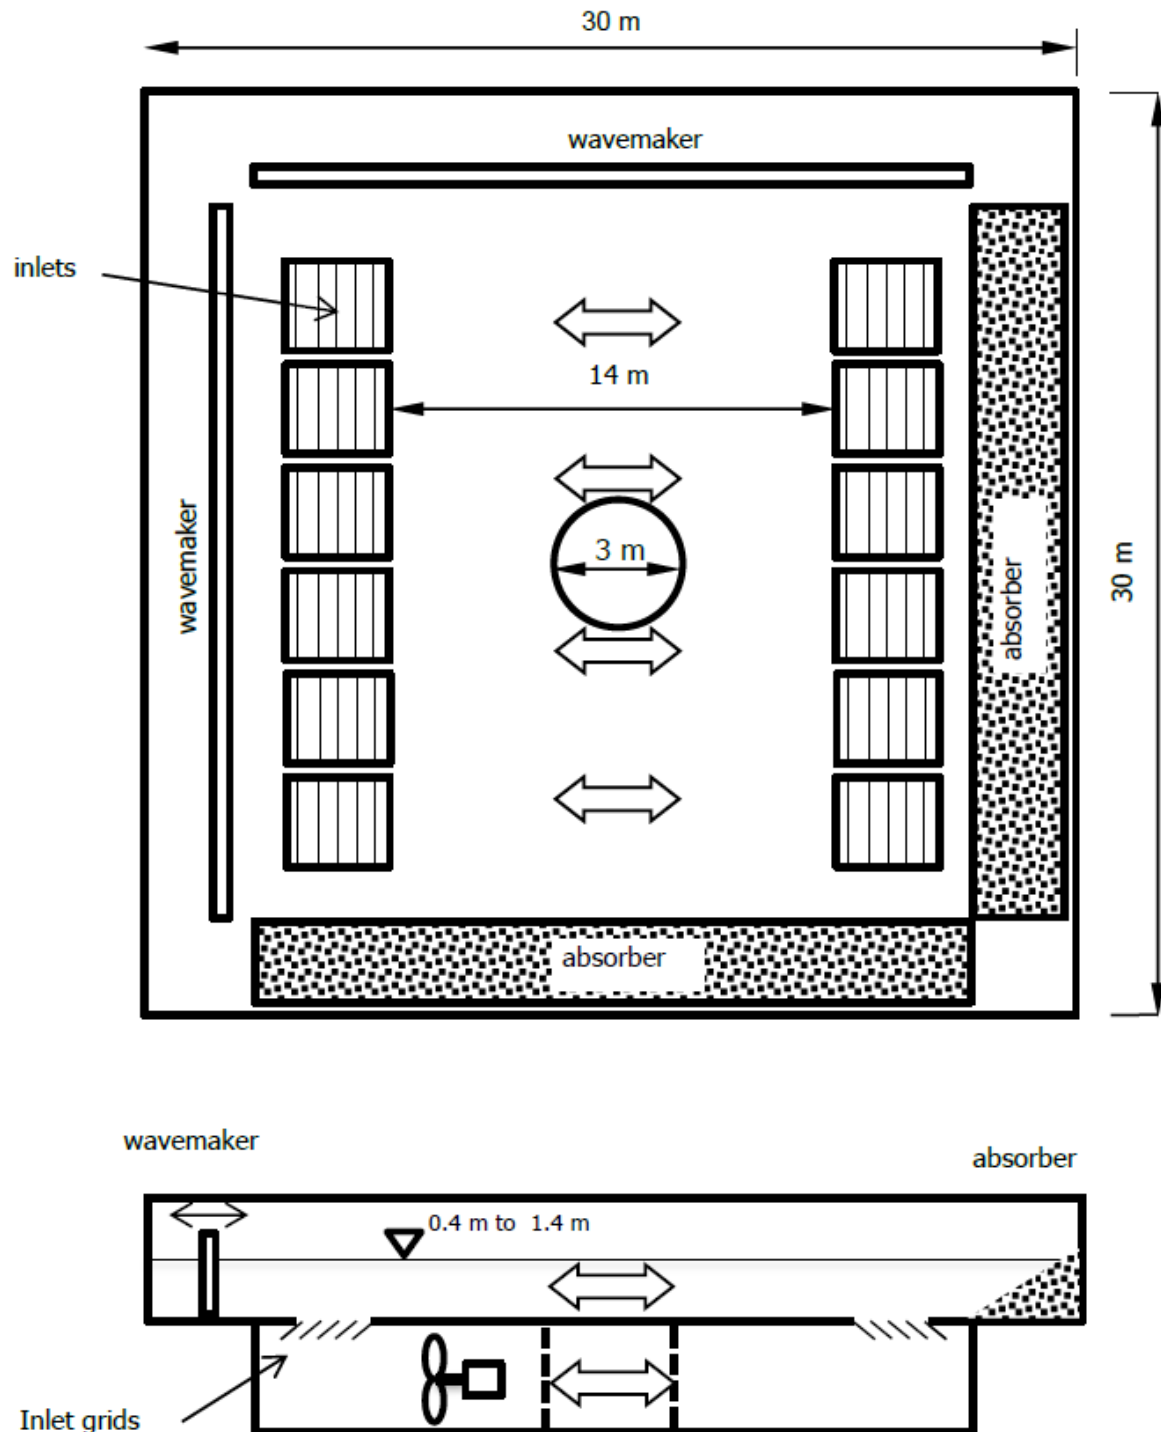 30 m
wavemaker
inlets
14 m
wavemaker
3 m
absorber
30 m
absorber
wavemaker
absorber
0.4 m to 1.4 m
Inlet grids